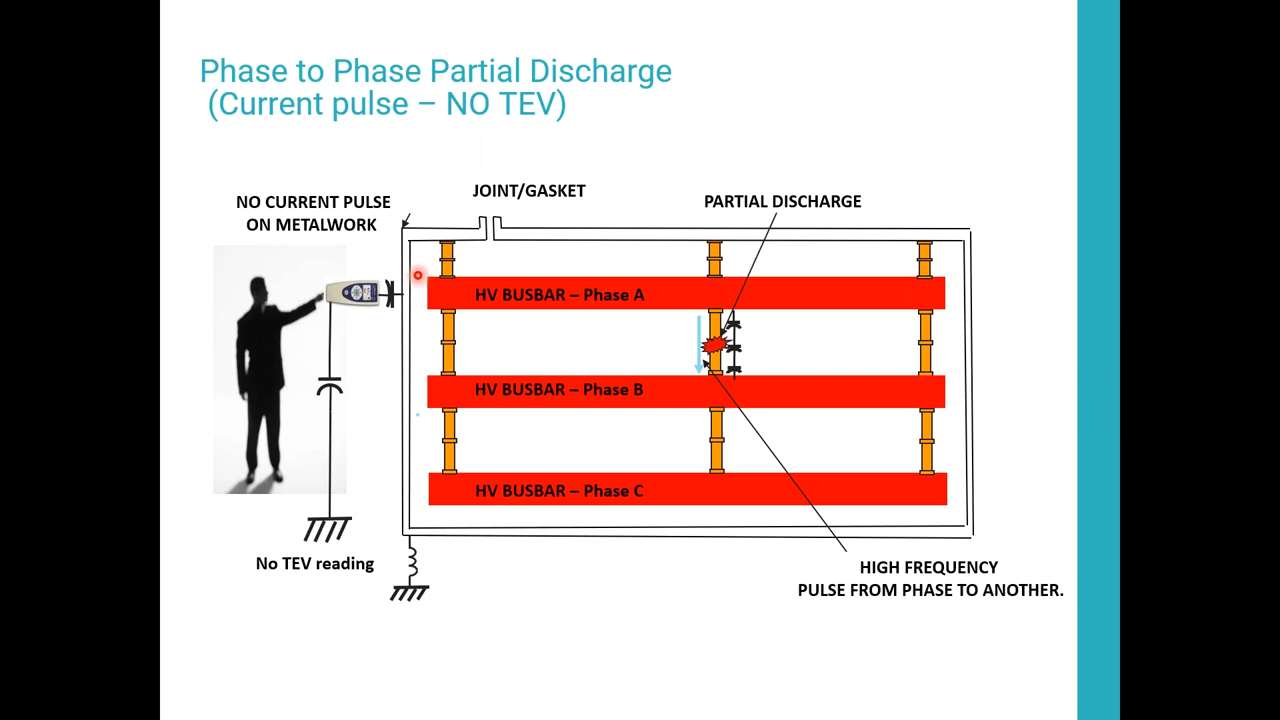 Phase to Phase Partial Discharge
(Current pulse – NO TEV)
NO CURRENT PULSE
ON METALWORK
JOINT/GASKET
PARTIAL DISCHARGE
HV BUSBAR – Phase A
HV BUSBAR – Phase B
HV BUSBAR – Phase C
No TEV reading
HIGH FREQUENCY
PULSE FROM PHASE TO ANOTHER.